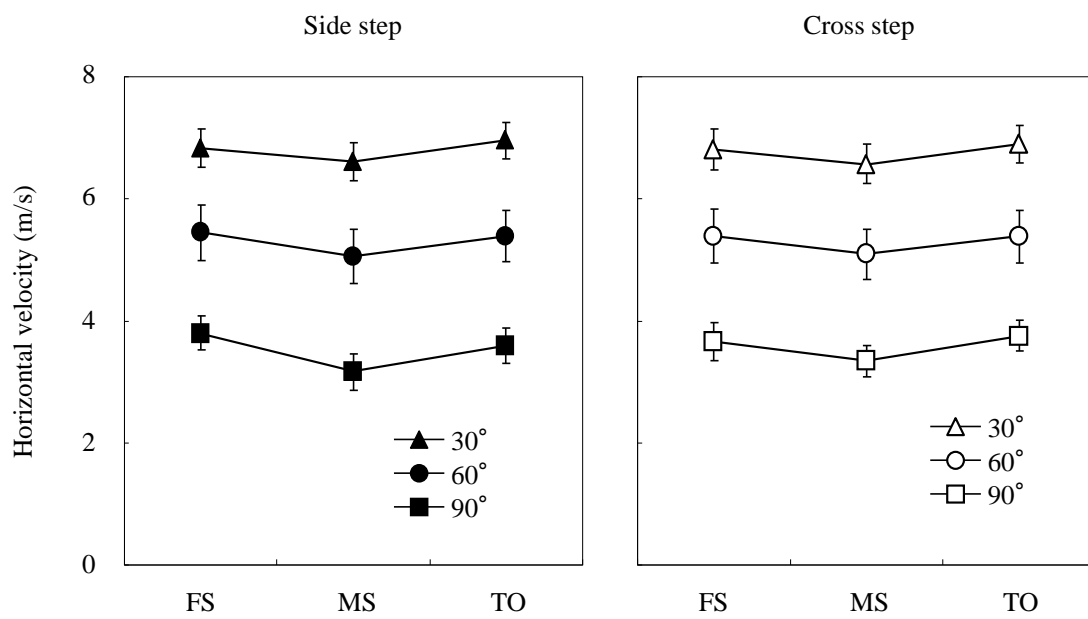 Side step
Cross step
Horizontal velocity (m/s)
8
6
4
2
0
30°
60°
90°
30°
60°
90°
FS MS TO
FS MS TO